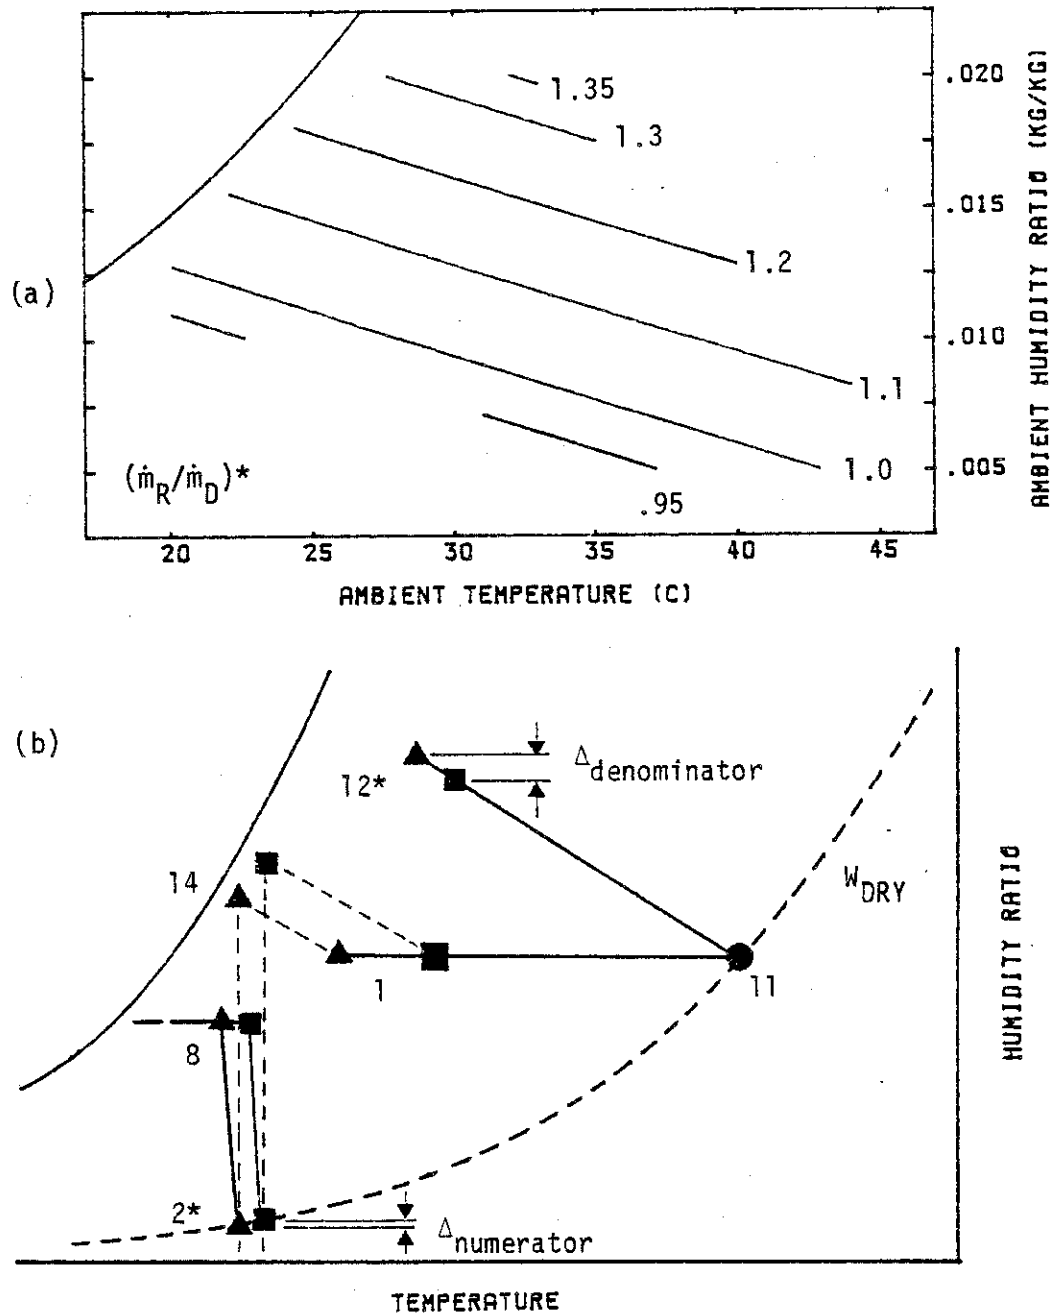 (a)
1.35
1.3
1.2
1.1
1.0
.95
(ṁR/ṁD)*
.020
.015
.010
.005
AMBIENT HUMIDITY RATIO (KG/KG)
20 25 30 35 40 45
AMBIENT TEMPERATURE (C)
(b)
12*
Δdenominator
WDRY
14
1
11
8
2*
Δnumerator
HUMIDITY RATIO
TEMPERATURE